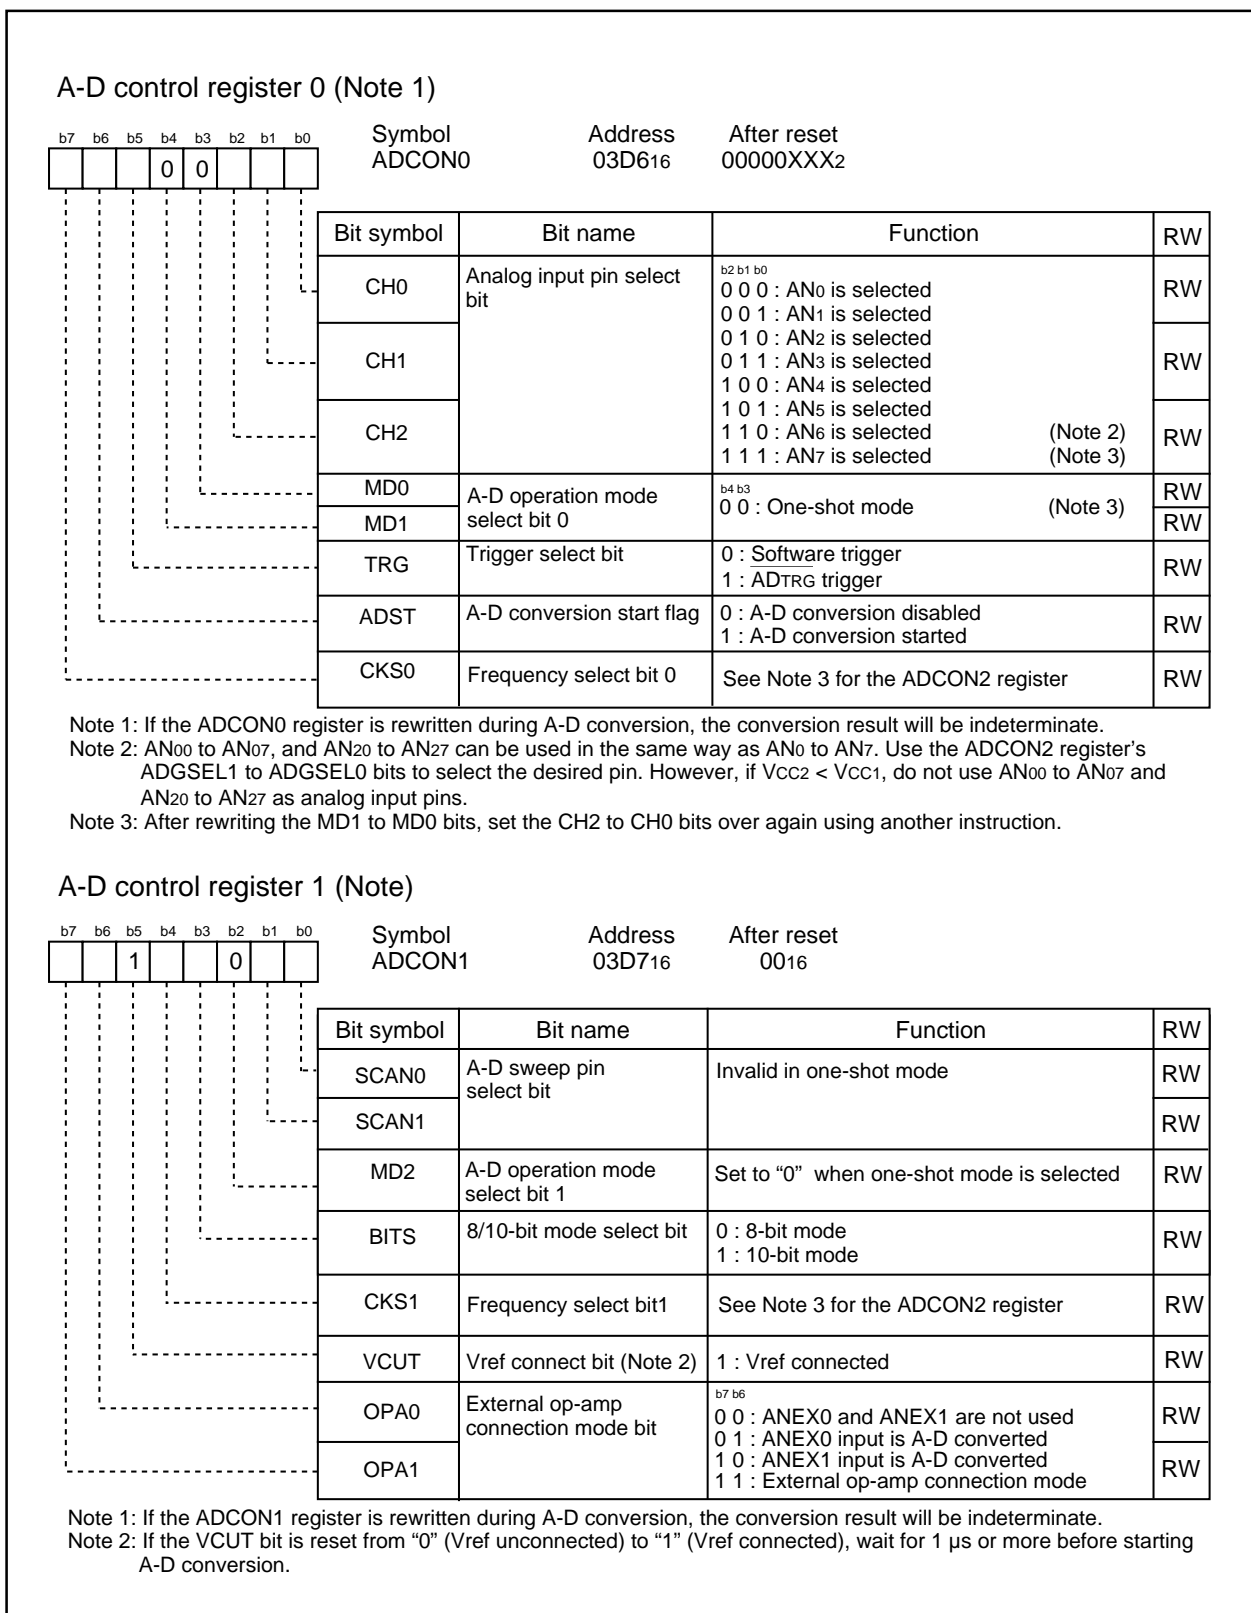 A-D control register 0 (Note 1)
b7 b6 b5 b4 b3 b2 b1 b0
Symbol Address After reset
ADCON0 03D616 00000XXX2
0 0
Bit symbol Bit name Function RW
CH0 Analog input pin select bit RW
b2 b1 b0
0 0 0 : AN0 is selected
0 0 1 : AN1 is selected
CH1 RW
0 1 0 : AN2 is selected
0 1 1 : AN3 is selected
1 0 0 : AN4 is selected
CH2 RW
1 0 1 : AN5 is selected
1 1 0 : AN6 is selected (Note 2)
1 1 1 : AN7 is selected (Note 3)
MD0 A-D operation mode RW
MD1 select bit 0 RW
b4 b3
0 0 : One-shot mode (Note 3)
TRG Trigger select bit RW
0 : Software trigger
1 : ADTRG trigger
ADST A-D conversion start flag RW
0 : A-D conversion disabled
1 : A-D conversion started
CKS0 Frequency select bit 0 See Note 3 for the ADCON2 register RW
Note 1: If the ADCON0 register is rewritten during A-D conversion, the conversion result will be indeterminate.
Note 2: AN00 to AN07, and AN20 to AN27 can be used in the same way as AN0 to AN7. Use the ADCON2 register’s
ADGSEL1 to ADGSEL0 bits to select the desired pin. However, if VCC2 < VCC1, do not use AN00 to AN07 and
AN20 to AN27 as analog input pins.
Note 3: After rewriting the MD1 to MD0 bits, set the CH2 to CH0 bits over again using another instruction.
A-D control register 1 (Note)
b7 b6 b5 b4 b3 b2 b1 b0
Symbol Address After reset
ADCON1 03D716 0016
1 0
Bit symbol Bit name Function RW
SCAN0 A-D sweep pin Invalid in one-shot mode RW
select bit
SCAN1 RW
MD2 A-D operation mode Set to “0” when one-shot mode is selected RW
select bit 1
BITS 8/10-bit mode select bit RW
0 : 8-bit mode
1 : 10-bit mode
CKS1 Frequency select bit1 See Note 3 for the ADCON2 register RW
VCUT Vref connect bit (Note 2) 1 : Vref connected RW
OPA0 External op-amp RW
connection mode bit
b7 b6
0 0 : ANEX0 and ANEX1 are not used
0 1 : ANEX0 input is A-D converted
OPA1 RW
1 0 : ANEX1 input is A-D converted
1 1 : External op-amp connection mode
Note 1: If the ADCON1 register is rewritten during A-D conversion, the conversion result will be indeterminate.
Note 2: If the VCUT bit is reset from “0” (Vref unconnected) to “1” (Vref connected), wait for 1 µs or more before starting
A-D conversion.